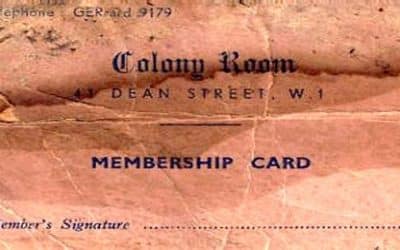 elephone GERrard 9179
Colony Room
41 DEAN STREET, W.1
MEMBERSHIP CARD
ember's Signature